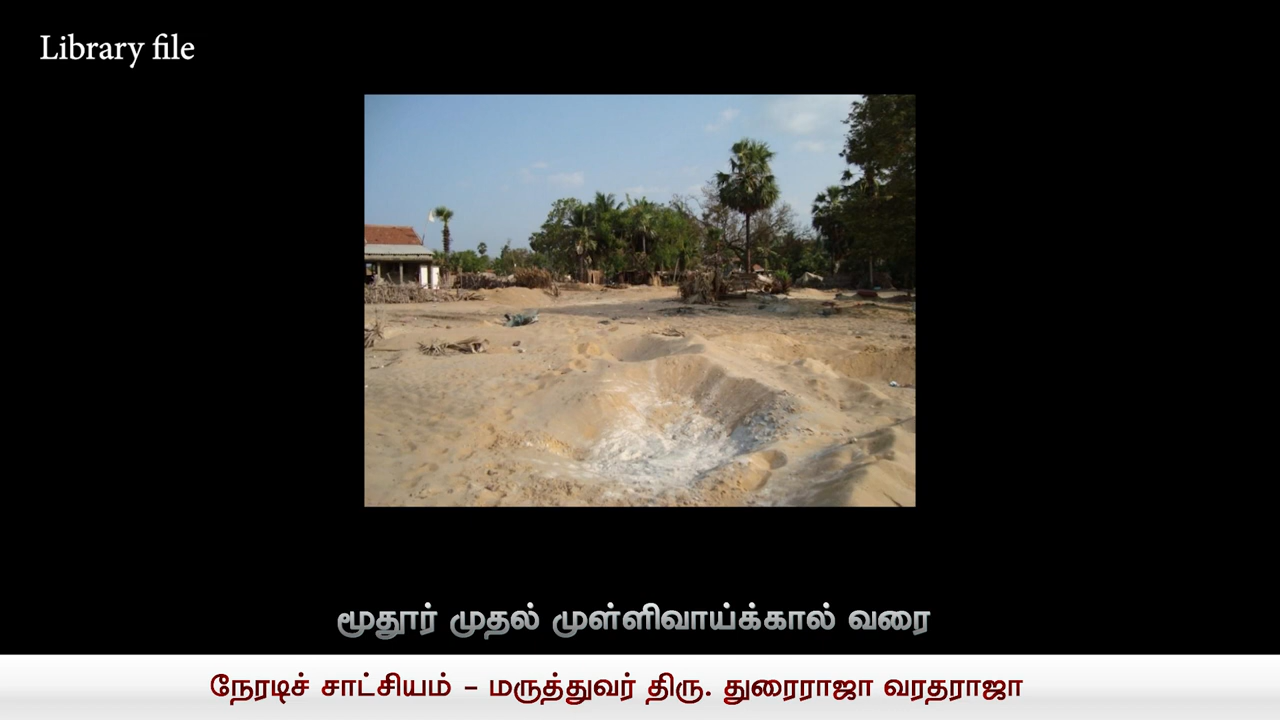 Library file
மூதூர் முதல் முள்ளிவாய்க்கால் வரை
நேரடிச் சாட்சியம் – மருத்துவர் திரு. துரைராஜா வரதராஜா